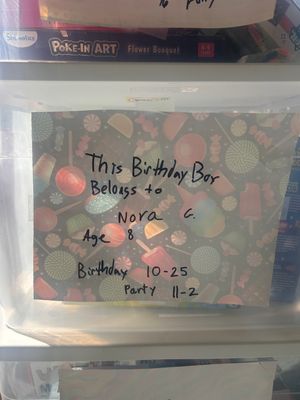 POKE-IN ART Flower Bouquet
This Birthday Box
Belongs to
Nora G.
Age 8
Birthday 10-25
Party 11-2